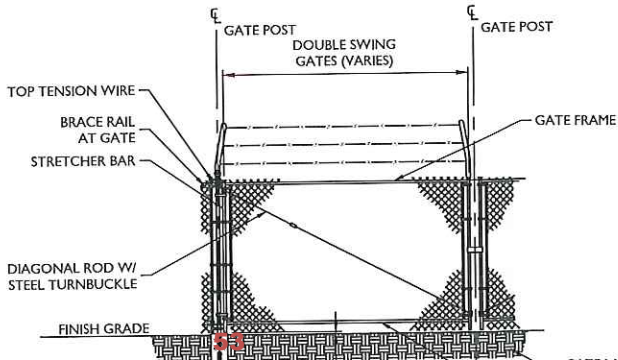 ℄
GATE POST
℄
GATE POST
DOUBLE SWING
GATES (VARIES)
TOP TENSION WIRE
BRACE RAIL
AT GATE
STRETCHER BAR
GATE FRAME
DIAGONAL ROD W/
STEEL TURNBUCKLE
FINISH GRADE
53